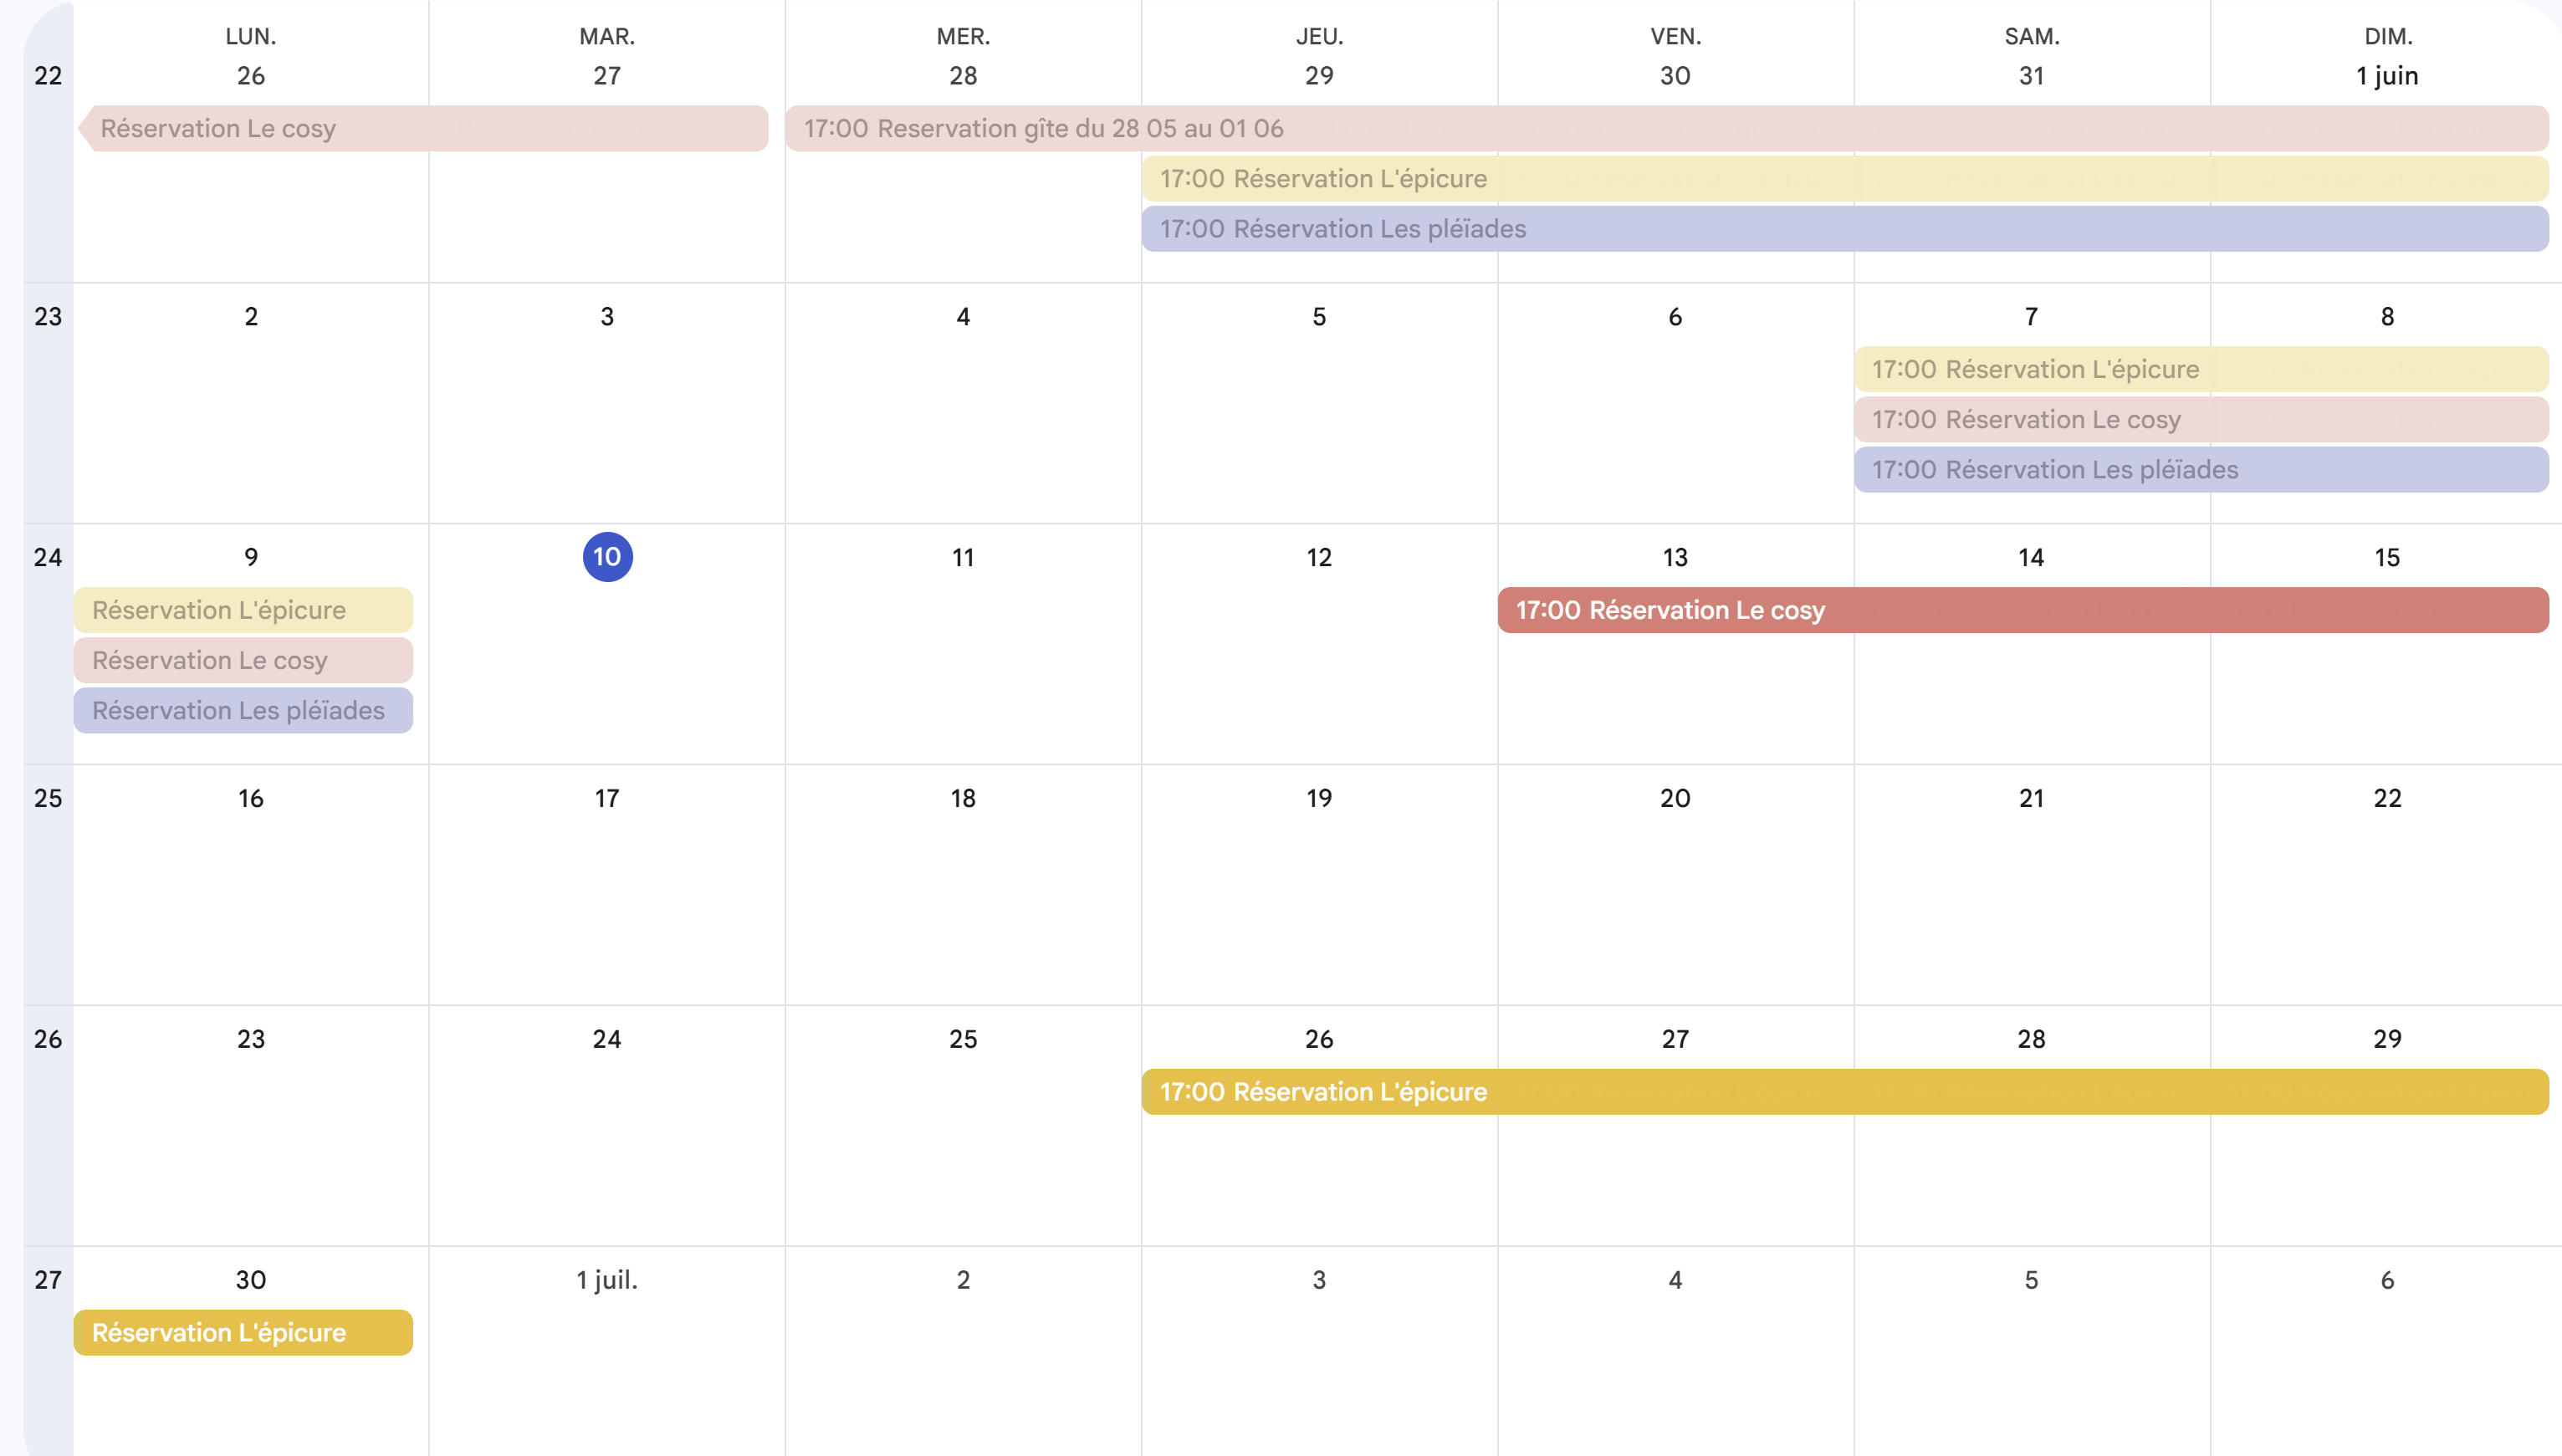 LUN. MAR. MER. JEU. VEN. SAM. DIM.
22 26 27 28 29 30 31 1 juin
Réservation Le cosy 17:00 Reservation gîte du 28 05 au 01 06
17:00 Réservation L'épicure
17:00 Réservation Les pléïades
23 2 3 4 5 6 7 8
17:00 Réservation L'épicure
17:00 Réservation Le cosy
17:00 Réservation Les pléïades
24 9 10 11 12 13 14 15
Réservation L'épicure 17:00 Réservation Le cosy
Réservation Le cosy
Réservation Les pléïades
25 16 17 18 19 20 21 22
26 23 24 25 26 27 28 29
17:00 Réservation L'épicure
27 30 1 juil. 2 3 4 5 6
Réservation L'épicure